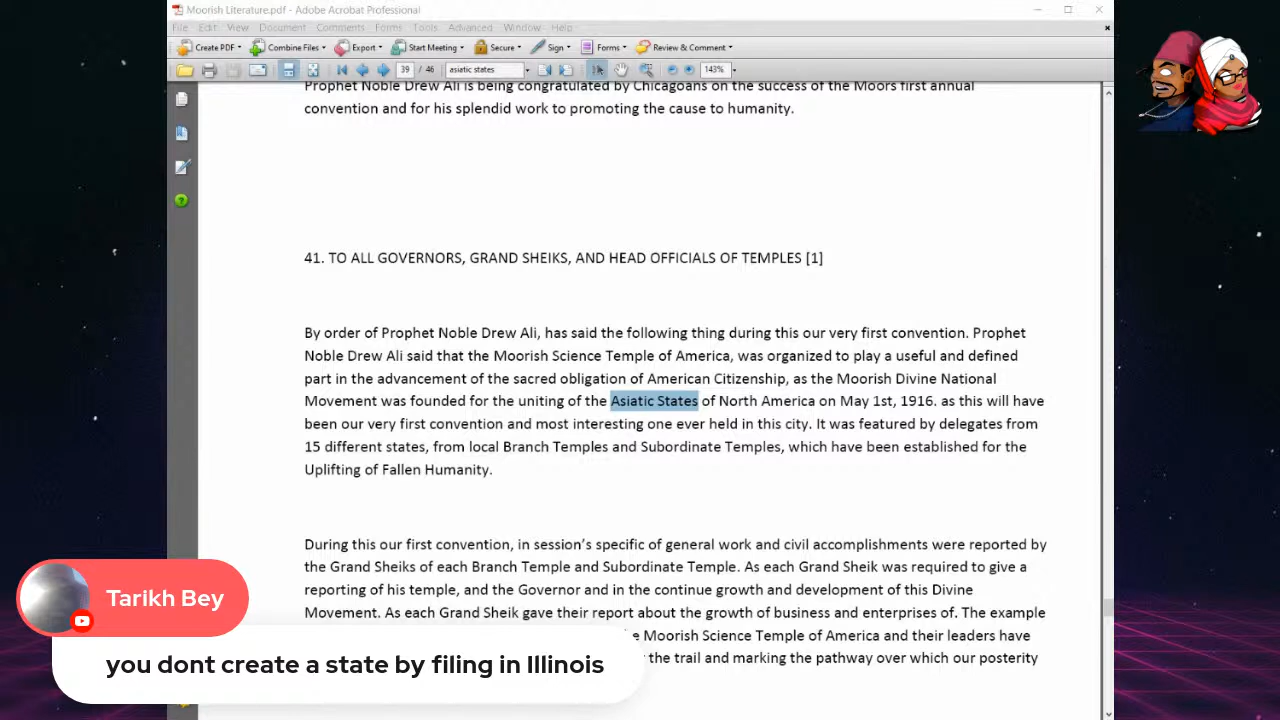 Moorish Literature.pdf - Adobe Acrobat Professional
File Edit View Document Comments Forms Tools Advanced Window Help
Create PDF Combine Files Export Start Meeting Secure Sign Forms Review & Comment
39 / 46 asiatic states 143%
Prophet Noble Drew Ali is being congratulated by Chicagoans on the success of the Moors first annual
convention and for his splendid work to promoting the cause to humanity.
41. TO ALL GOVERNORS, GRAND SHEIKS, AND HEAD OFFICIALS OF TEMPLES [1]
By order of Prophet Noble Drew Ali, has said the following thing during this our very first convention. Prophet
Noble Drew Ali said that the Moorish Science Temple of America, was organized to play a useful and defined
part in the advancement of the sacred obligation of American Citizenship, as the Moorish Divine National
Movement was founded for the uniting of the Asiatic States of North America on May 1st, 1916. as this will have
been our very first convention and most interesting one ever held in this city. It was featured by delegates from
15 different states, from local Branch Temples and Subordinate Temples, which have been established for the
Uplifting of Fallen Humanity.
During this our first convention, in session's specific of general work and civil accomplishments were reported by
the Grand Sheiks of each Branch Temple and Subordinate Temple. As each Grand Sheik was required to give a
reporting of his temple, and the Governor and in the continue growth and development of this Divine
Movement. As each Grand Sheik gave their report about the growth of business and enterprises of. The example
Moorish Science Temple of America and their leaders have
the trail and marking the pathway over which our posterity
Tarikh Bey
you dont create a state by filing in Illinois